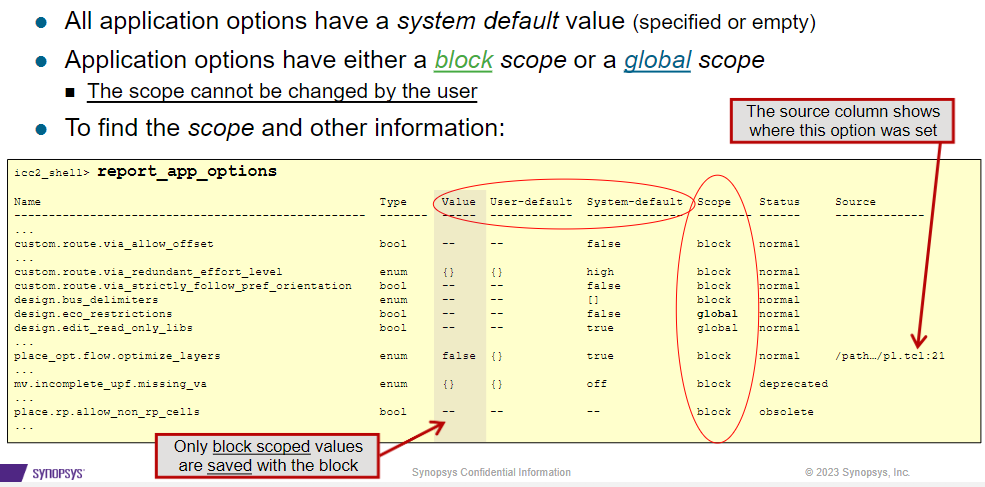 All application options have a system default value (specified or empty)
Application options have either a block scope or a global scope
The scope cannot be changed by the user
To find the scope and other information:
The source column shows
where this option was set
icc2_shell> report_app_options
Name Type Value User-default System-default Scope Status Source
...
custom.route.via_allow_offset bool -- -- false block normal
...
custom.route.via_redundant_effort_level enum {} {} high block normal
custom.route.via_strictly_follow_pref_orientation bool -- -- false block normal
design.bus_delimiters enum -- -- [] block normal
design.eco_restrictions bool -- -- false global normal
design.edit_read_only_libs bool -- -- true global normal
...
place_opt.flow.optimize_layers enum false {} true block normal /path…/pl.tcl:21
...
mv.incomplete_upf.missing_va enum {} {} off block deprecated
...
place.rp.allow_non_rp_cells bool -- -- -- block obsolete
...
Only block scoped values
are saved with the block
SYNOPSYS Synopsys Confidential Information © 2023 Synopsys, Inc.